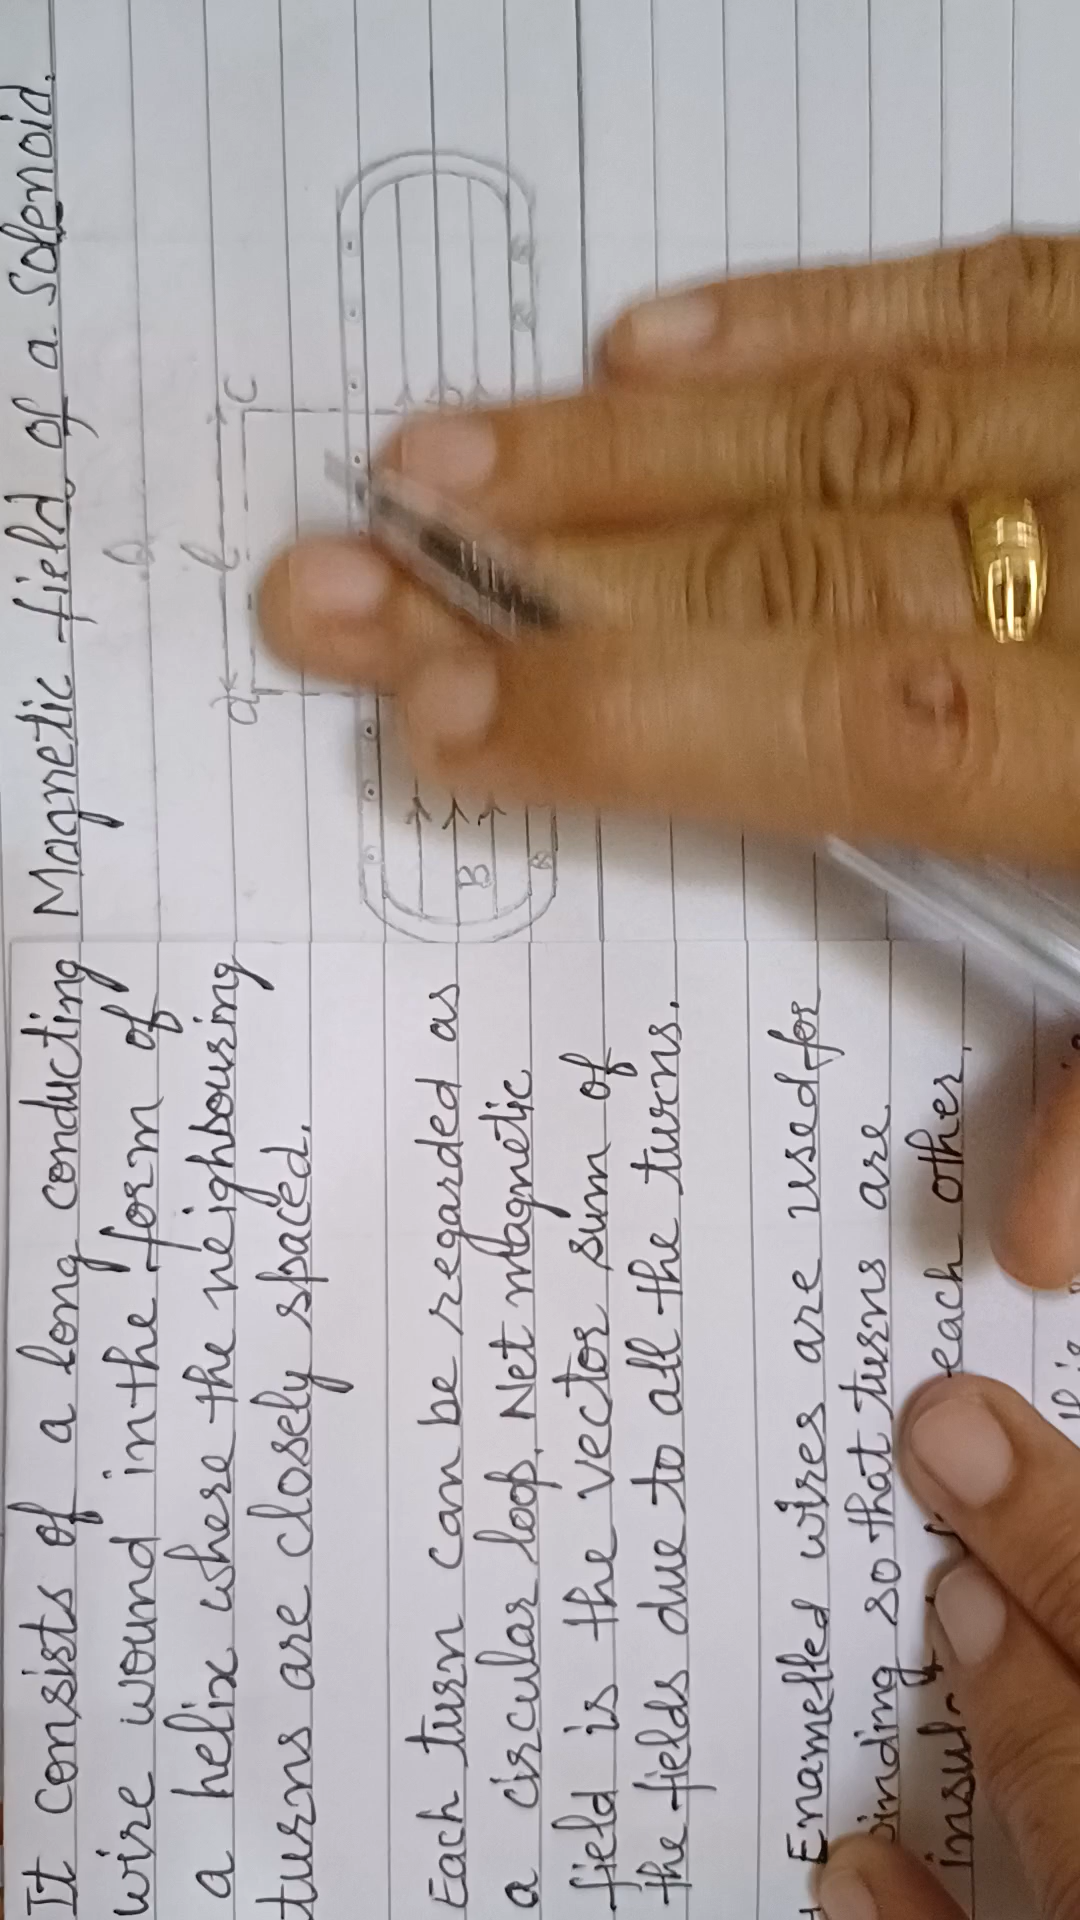 It consists of a long conducting
wire wound in the form of
a helix where the neighbouring
turns are closely spaced.
Each turn can be regarded as
a circular loop. Net magnetic
field is the vector sum of
the fields due to all the turns.
Enamelled wires are used for
so that turns are
each other.
Magnetic field of a solenoid.
d l c
B